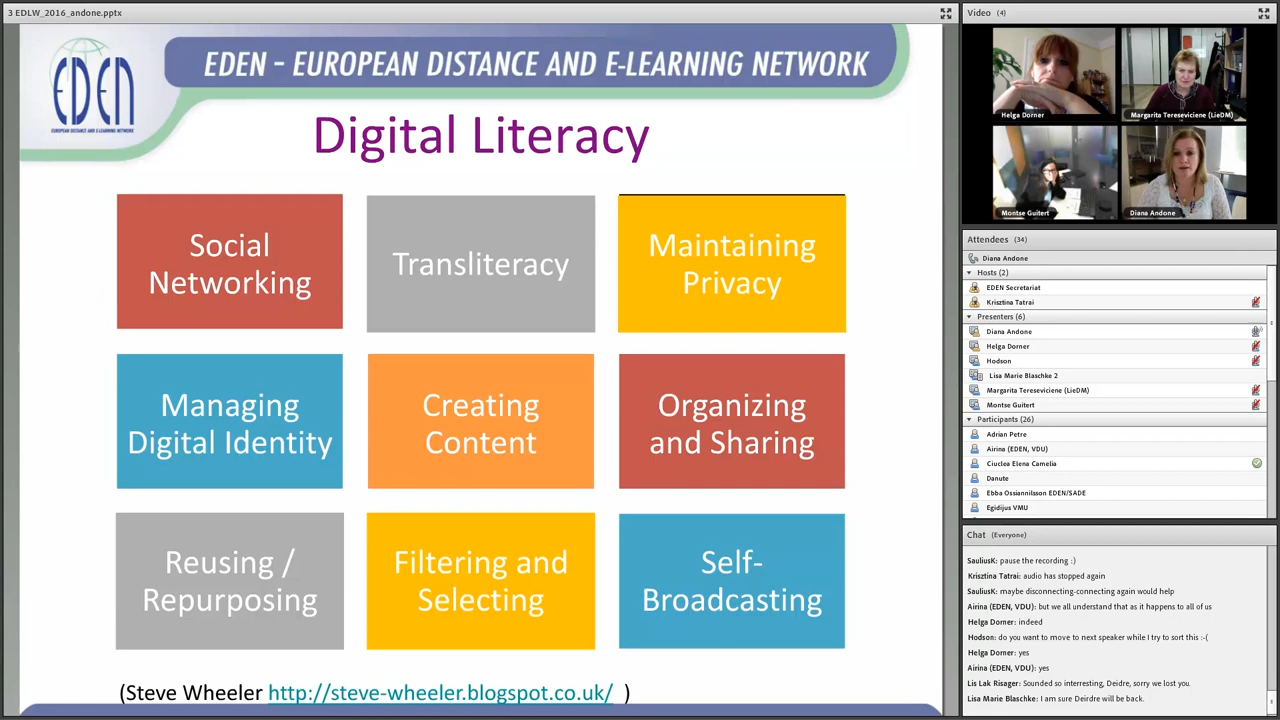 3 EDLW_2016_andone.pptx
EDEN
EUROPEAN DISTANCE AND E-LEARNING NETWORK
EDEN - EUROPEAN DISTANCE AND E-LEARNING NETWORK
Digital Literacy
Social
Networking
Transliteracy
Maintaining
Privacy
Managing
Digital Identity
Creating
Content
Organizing
and Sharing
Reusing /
Repurposing
Filtering and
Selecting
Self-
Broadcasting
(Steve Wheeler http://steve-wheeler.blogspot.co.uk/ )
Video (4)
Helga Dorner
Margarita Tereseviciene (LieDM)
Montse Guitert
Diana Andone
Attendees (34)
Diana Andone
Hosts (2)
EDEN Secretariat
Krisztina Tatrai
Presenters (6)
Diana Andone
Helga Dorner
Hodson
Lisa Marie Blaschke 2
Margarita Tereseviciene (LieDM)
Montse Guitert
Participants (26)
Adrian Petre
Airina (EDEN, VDU)
Ciuclea Elena Camelia
Danute
Ebba Ossiannilsson EDEN/SADE
Egidijus VMU
Chat (Everyone)
SauliusK: pause the recording :)
Krisztina Tatrai: audio has stopped again
SauliusK: maybe disconnecting-connecting again would help
Airina (EDEN, VDU): but we all understand that as it happens to all of us
Helga Dorner: indeed
Hodson: do you want to move to next speaker while I try to sort this :-(
Helga Dorner: yes
Airina (EDEN, VDU): yes
Lis Lak Risager: Sounded so interesting, Deidre, sorry we lost you.
Lisa Marie Blaschke: I am sure Deirdre will be back.